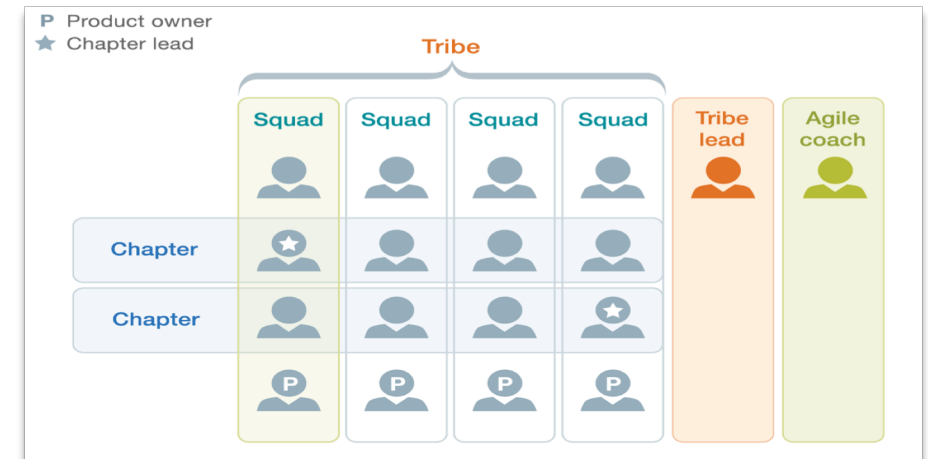 P Product owner
Chapter lead
Tribe
Squad
Squad
Squad
Squad
Tribe
lead
Agile
coach
Chapter
Chapter
P
P
P
P